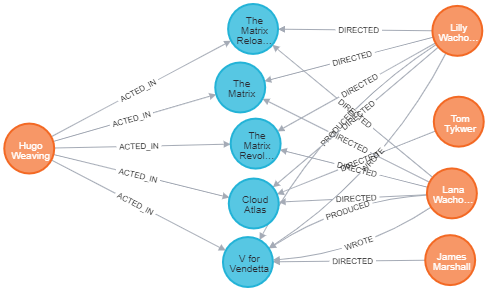 The
Matrix
Reloa…
DIRECTED
Lilly
Wacho…
ACTED_IN
DIRECTED
The
Matrix
ACTED_IN
DIRECTED
DIRECTED
DIRECTED
PRODUCED
Tom
Tykwer
Hugo
Weaving
ACTED_IN
The
Matrix
Revol…
DIRECTED
WROTE
DIRECTED
DIRECTED
ACTED_IN
Cloud
Atlas
DIRECTED
PRODUCED
Lana
Wacho…
ACTED_IN
WROTE
V for
Vendetta
DIRECTED
James
Marshall